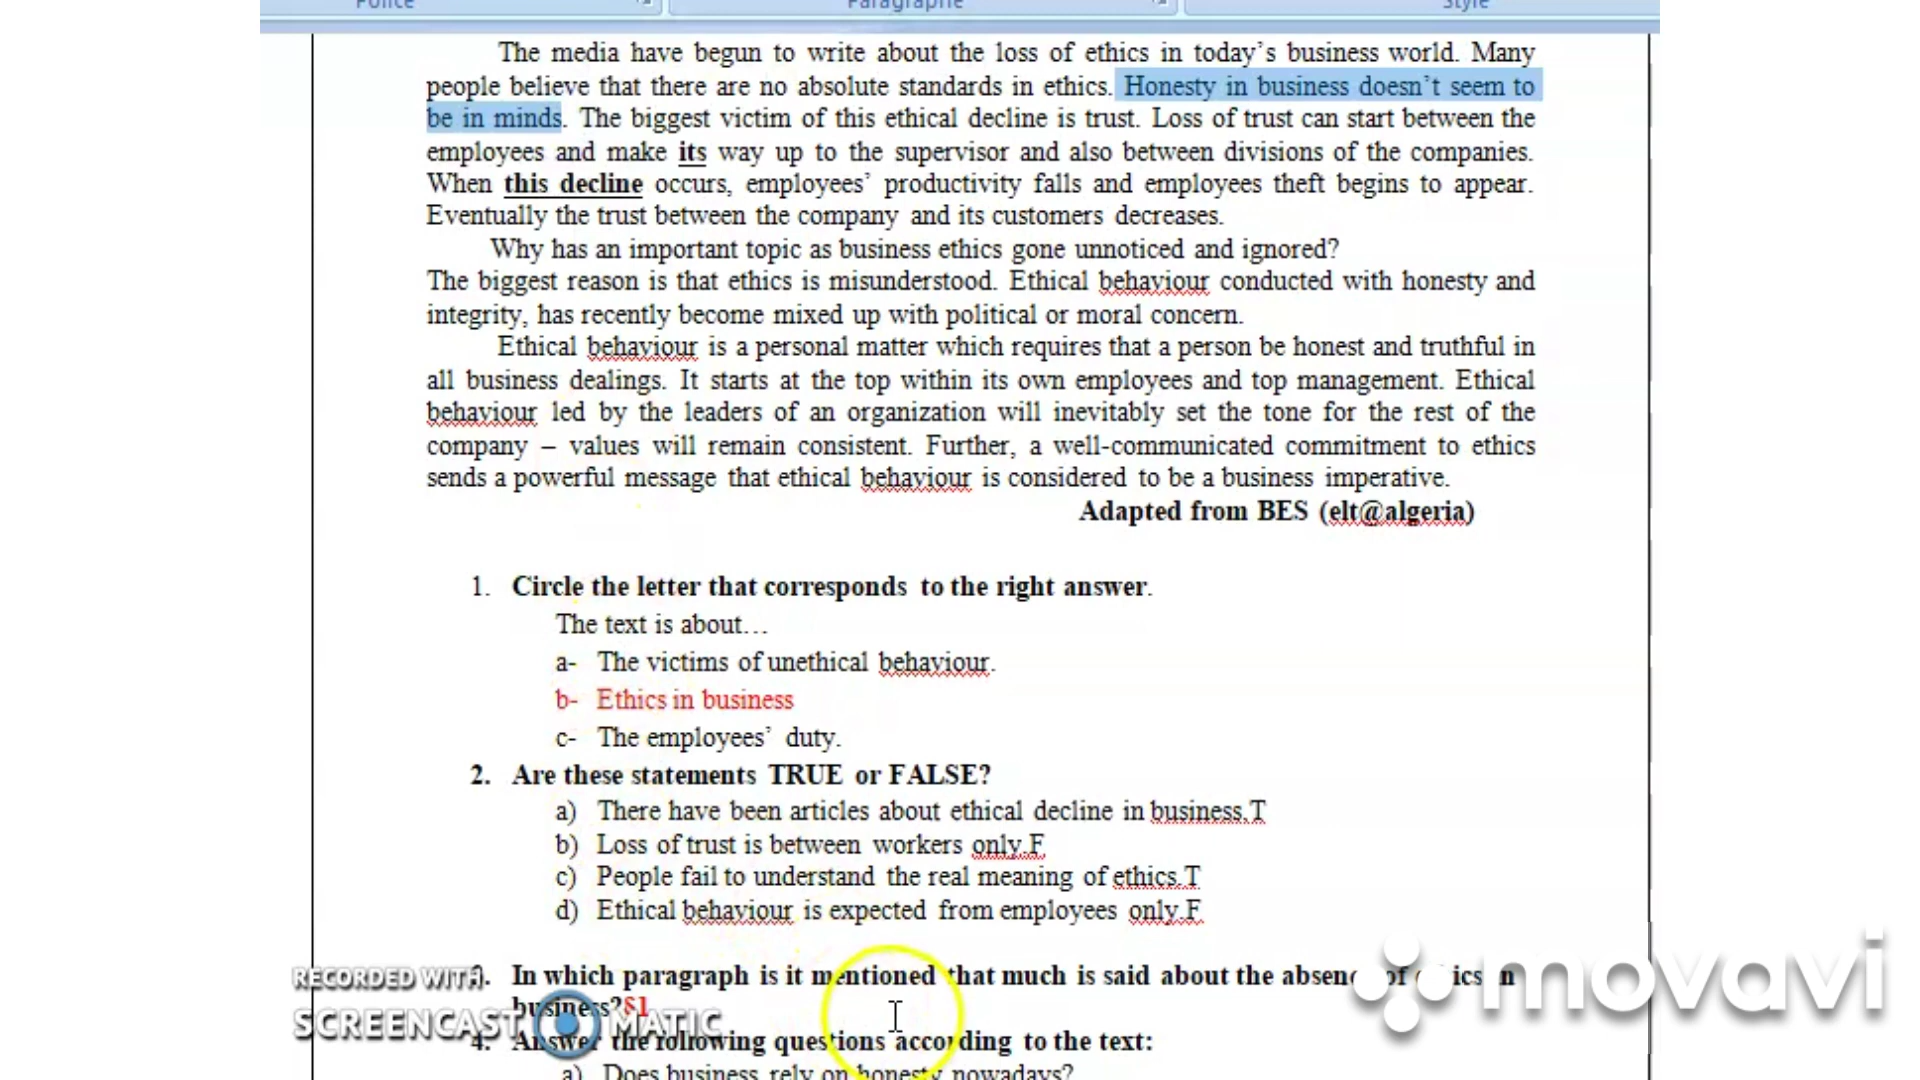 Police Paragraphe Style
The media have begun to write about the loss of ethics in today's business world. Many
people believe that there are no absolute standards in ethics. Honesty in business doesn't seem to
be in minds. The biggest victim of this ethical decline is trust. Loss of trust can start between the
employees and make its way up to the supervisor and also between divisions of the companies.
When this decline occurs, employees' productivity falls and employees theft begins to appear.
Eventually the trust between the company and its customers decreases.
Why has an important topic as business ethics gone unnoticed and ignored?
The biggest reason is that ethics is misunderstood. Ethical behaviour conducted with honesty and
integrity, has recently become mixed up with political or moral concern.
Ethical behaviour is a personal matter which requires that a person be honest and truthful in
all business dealings. It starts at the top within its own employees and top management. Ethical
behaviour led by the leaders of an organization will inevitably set the tone for the rest of the
company – values will remain consistent. Further, a well-communicated commitment to ethics
sends a powerful message that ethical behaviour is considered to be a business imperative.
Adapted from BES (elt@algeria)
1. Circle the letter that corresponds to the right answer.
The text is about…
a- The victims of unethical behaviour.
b- Ethics in business
c- The employees' duty.
2. Are these statements TRUE or FALSE?
a) There have been articles about ethical decline in business.T
b) Loss of trust is between workers only.F
c) People fail to understand the real meaning of ethics.T
d) Ethical behaviour is expected from employees only.F
3. In which paragraph is it mentioned that much is said about the absence of ethics in
business?§1
4. Answer the following questions according to the text:
a) Does business rely on honesty nowadays?
RECORDED WITH
SCREENCAST MATIC
movavi